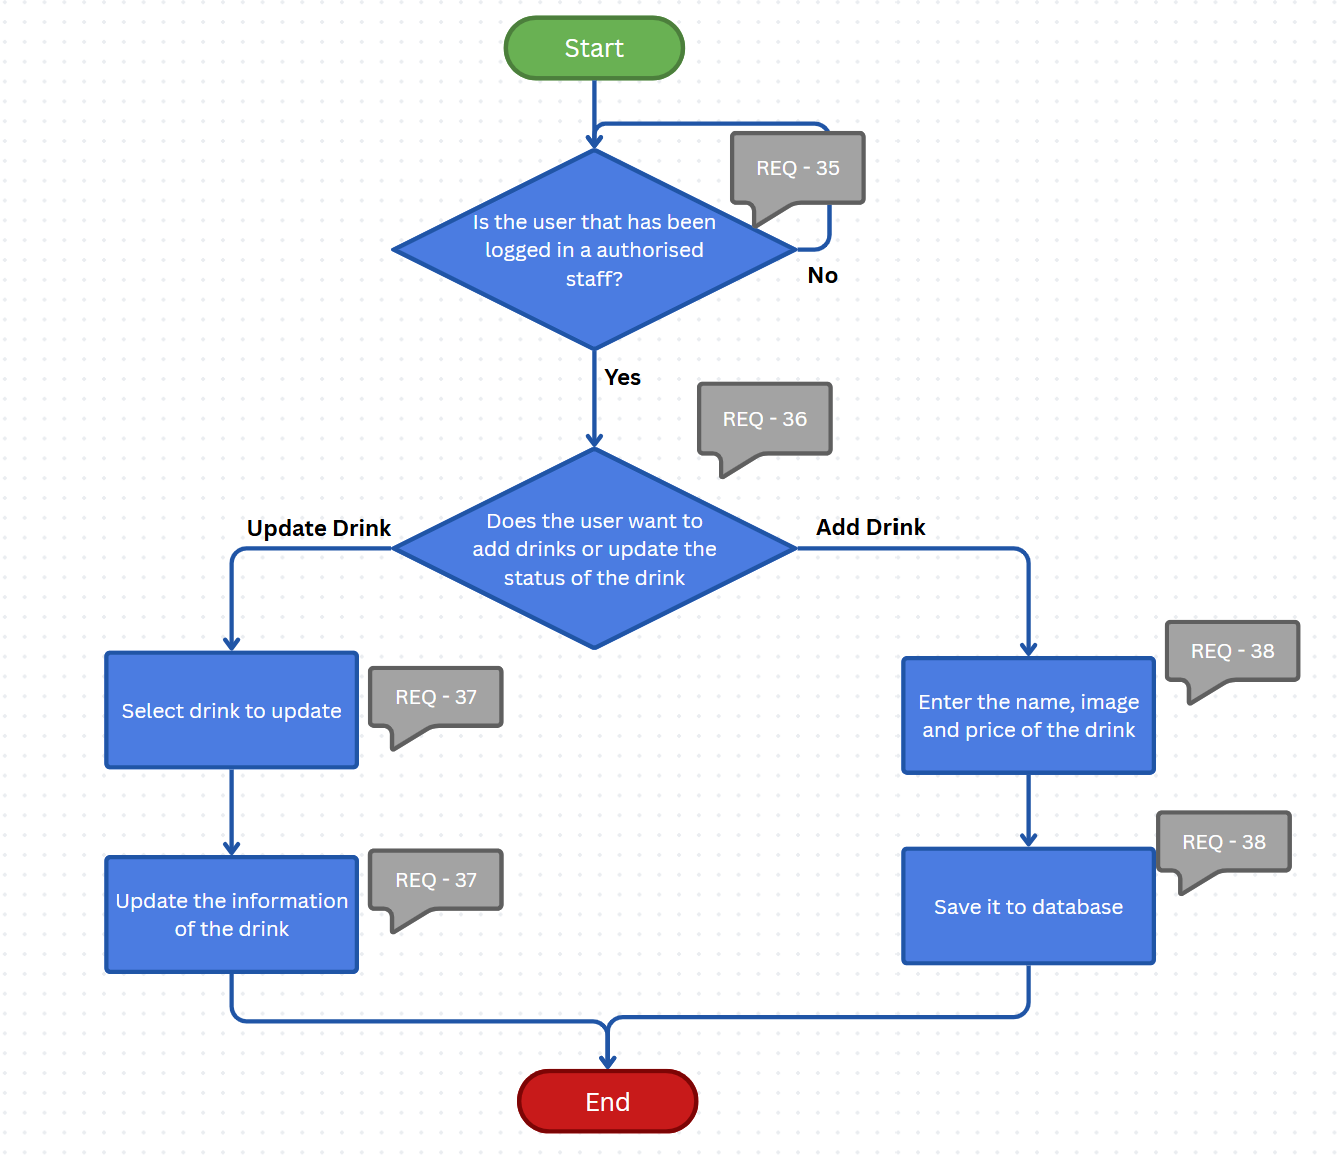 Start
REQ - 35
Is the user that has been
logged in a authorised
staff?
No
Yes
REQ - 36
Update Drink
Does the user want to
add drinks or update the
status of the drink
Add Drink
Select drink to update
REQ - 37
Enter the name, image
and price of the drink
REQ - 38
Update the information
of the drink
REQ - 37
Save it to database
REQ - 38
End